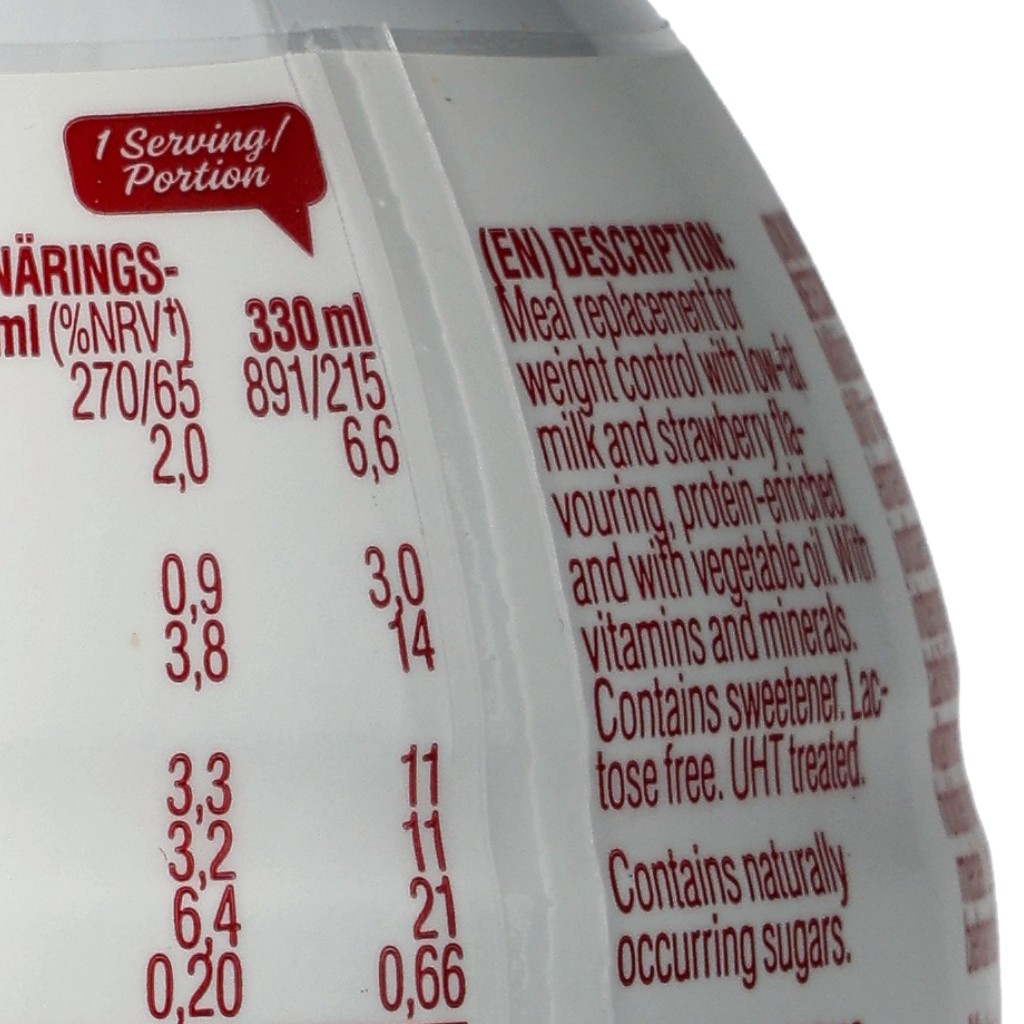 1 Serving/
Portion
NÄRINGS-
ml (%NRV†) 330 ml
270/65 891/215
2,0 6,6
0,9 3,0
3,8 14
3,3 11
3,2 11
6,4 21
0,20 0,66
(EN) DESCRIPTION:
Meal replacement for
weight control with low-fat
milk and strawberry fla-
vouring, protein-enriched
and with vegetable oil. With
vitamins and minerals.
Contains sweetener. Lac-
tose free. UHT treated.
Contains naturally
occurring sugars.